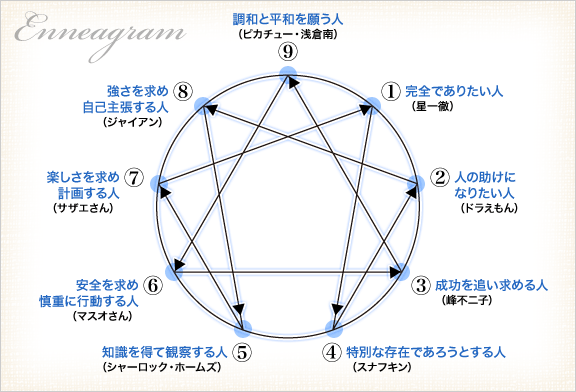 Enneagram
調和と平和を願う人
(ピカチュー・浅倉南)
⑨
⑧
強さを求め
自己主張する人
(ジャイアン)
①
完全でありたい人
(星一徹)
⑦
楽しさを求め
計画する人
(サザエさん)
②
人の助けに
なりたい人
(ドラえもん)
⑥
安全を求め
慎重に行動する人
(マスオさん)
③
成功を追い求める人
(峰不二子)
知識を得て観察する人
⑤
(シャーロック・ホームズ)
④
特別な存在であろうとする人
(スナフキン)